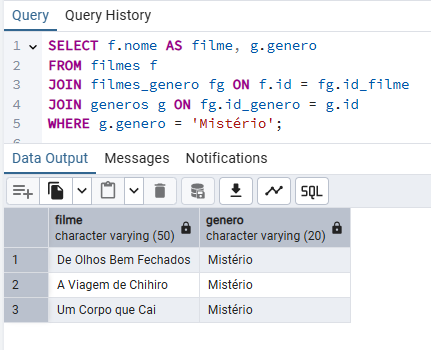 Query Query History
1 SELECT f.nome AS filme, g.genero
2 FROM filmes f
3 JOIN filmes_genero fg ON f.id = fg.id_filme
4 JOIN generos g ON fg.id_genero = g.id
5 WHERE g.genero = 'Mistério';
6
Data Output Messages Notifications
SQL
filme genero
character varying (50) character varying (20)
1 De Olhos Bem Fechados Mistério
2 A Viagem de Chihiro Mistério
3 Um Corpo que Cai Mistério